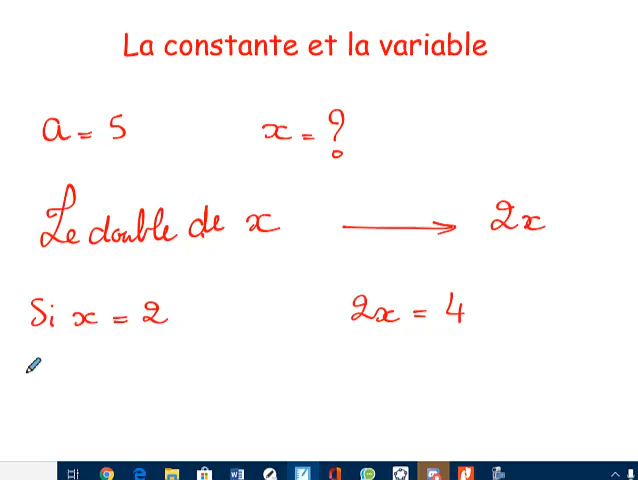 La constante et la variable
a = 5 x = ?
Le double de x → 2x
Si x = 2 2x = 4